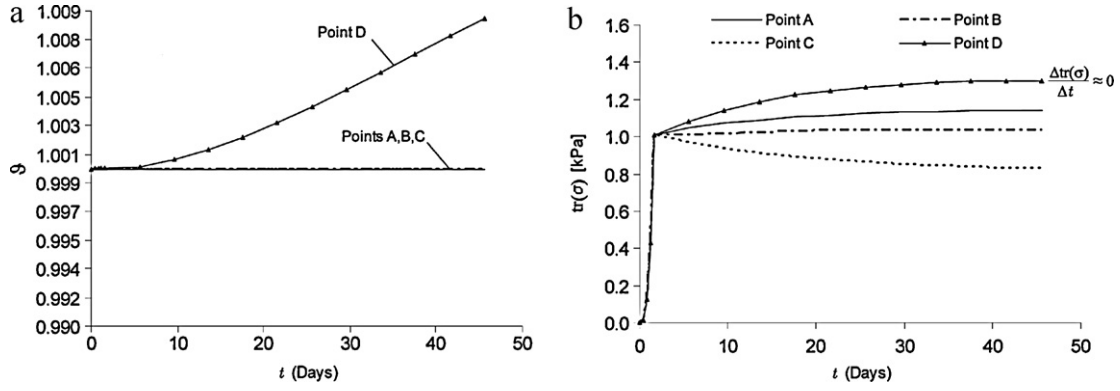 a
1.009
1.008
1.006
1.005
1.003
1.001
0.999
0.997
0.995
0.994
0.992
0.990
ϑ
Point D
Points A,B,C
0 10 20 30 40 50
t (Days)
b
Point A Point B
Point C Point D
1.6
1.4
1.2
1.0
0.8
0.6
0.4
0.2
0.0
tr(σ) [kPa]
Δtr(σ)/Δt ≈ 0
0 10 20 30 40 50
t (Days)